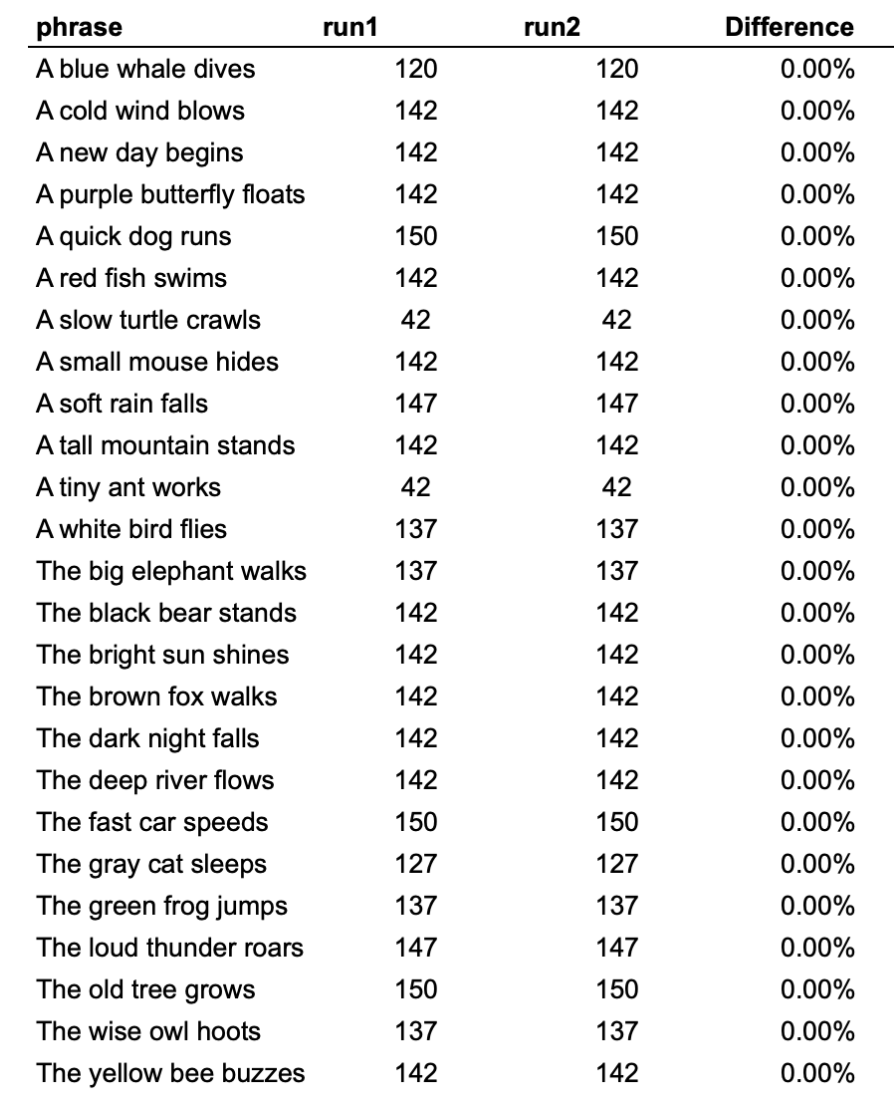 phrase run1 run2 Difference
A blue whale dives 120 120 0.00%
A cold wind blows 142 142 0.00%
A new day begins 142 142 0.00%
A purple butterfly floats 142 142 0.00%
A quick dog runs 150 150 0.00%
A red fish swims 142 142 0.00%
A slow turtle crawls 42 42 0.00%
A small mouse hides 142 142 0.00%
A soft rain falls 147 147 0.00%
A tall mountain stands 142 142 0.00%
A tiny ant works 42 42 0.00%
A white bird flies 137 137 0.00%
The big elephant walks 137 137 0.00%
The black bear stands 142 142 0.00%
The bright sun shines 142 142 0.00%
The brown fox walks 142 142 0.00%
The dark night falls 142 142 0.00%
The deep river flows 142 142 0.00%
The fast car speeds 150 150 0.00%
The gray cat sleeps 127 127 0.00%
The green frog jumps 137 137 0.00%
The loud thunder roars 147 147 0.00%
The old tree grows 150 150 0.00%
The wise owl hoots 137 137 0.00%
The yellow bee buzzes 142 142 0.00%